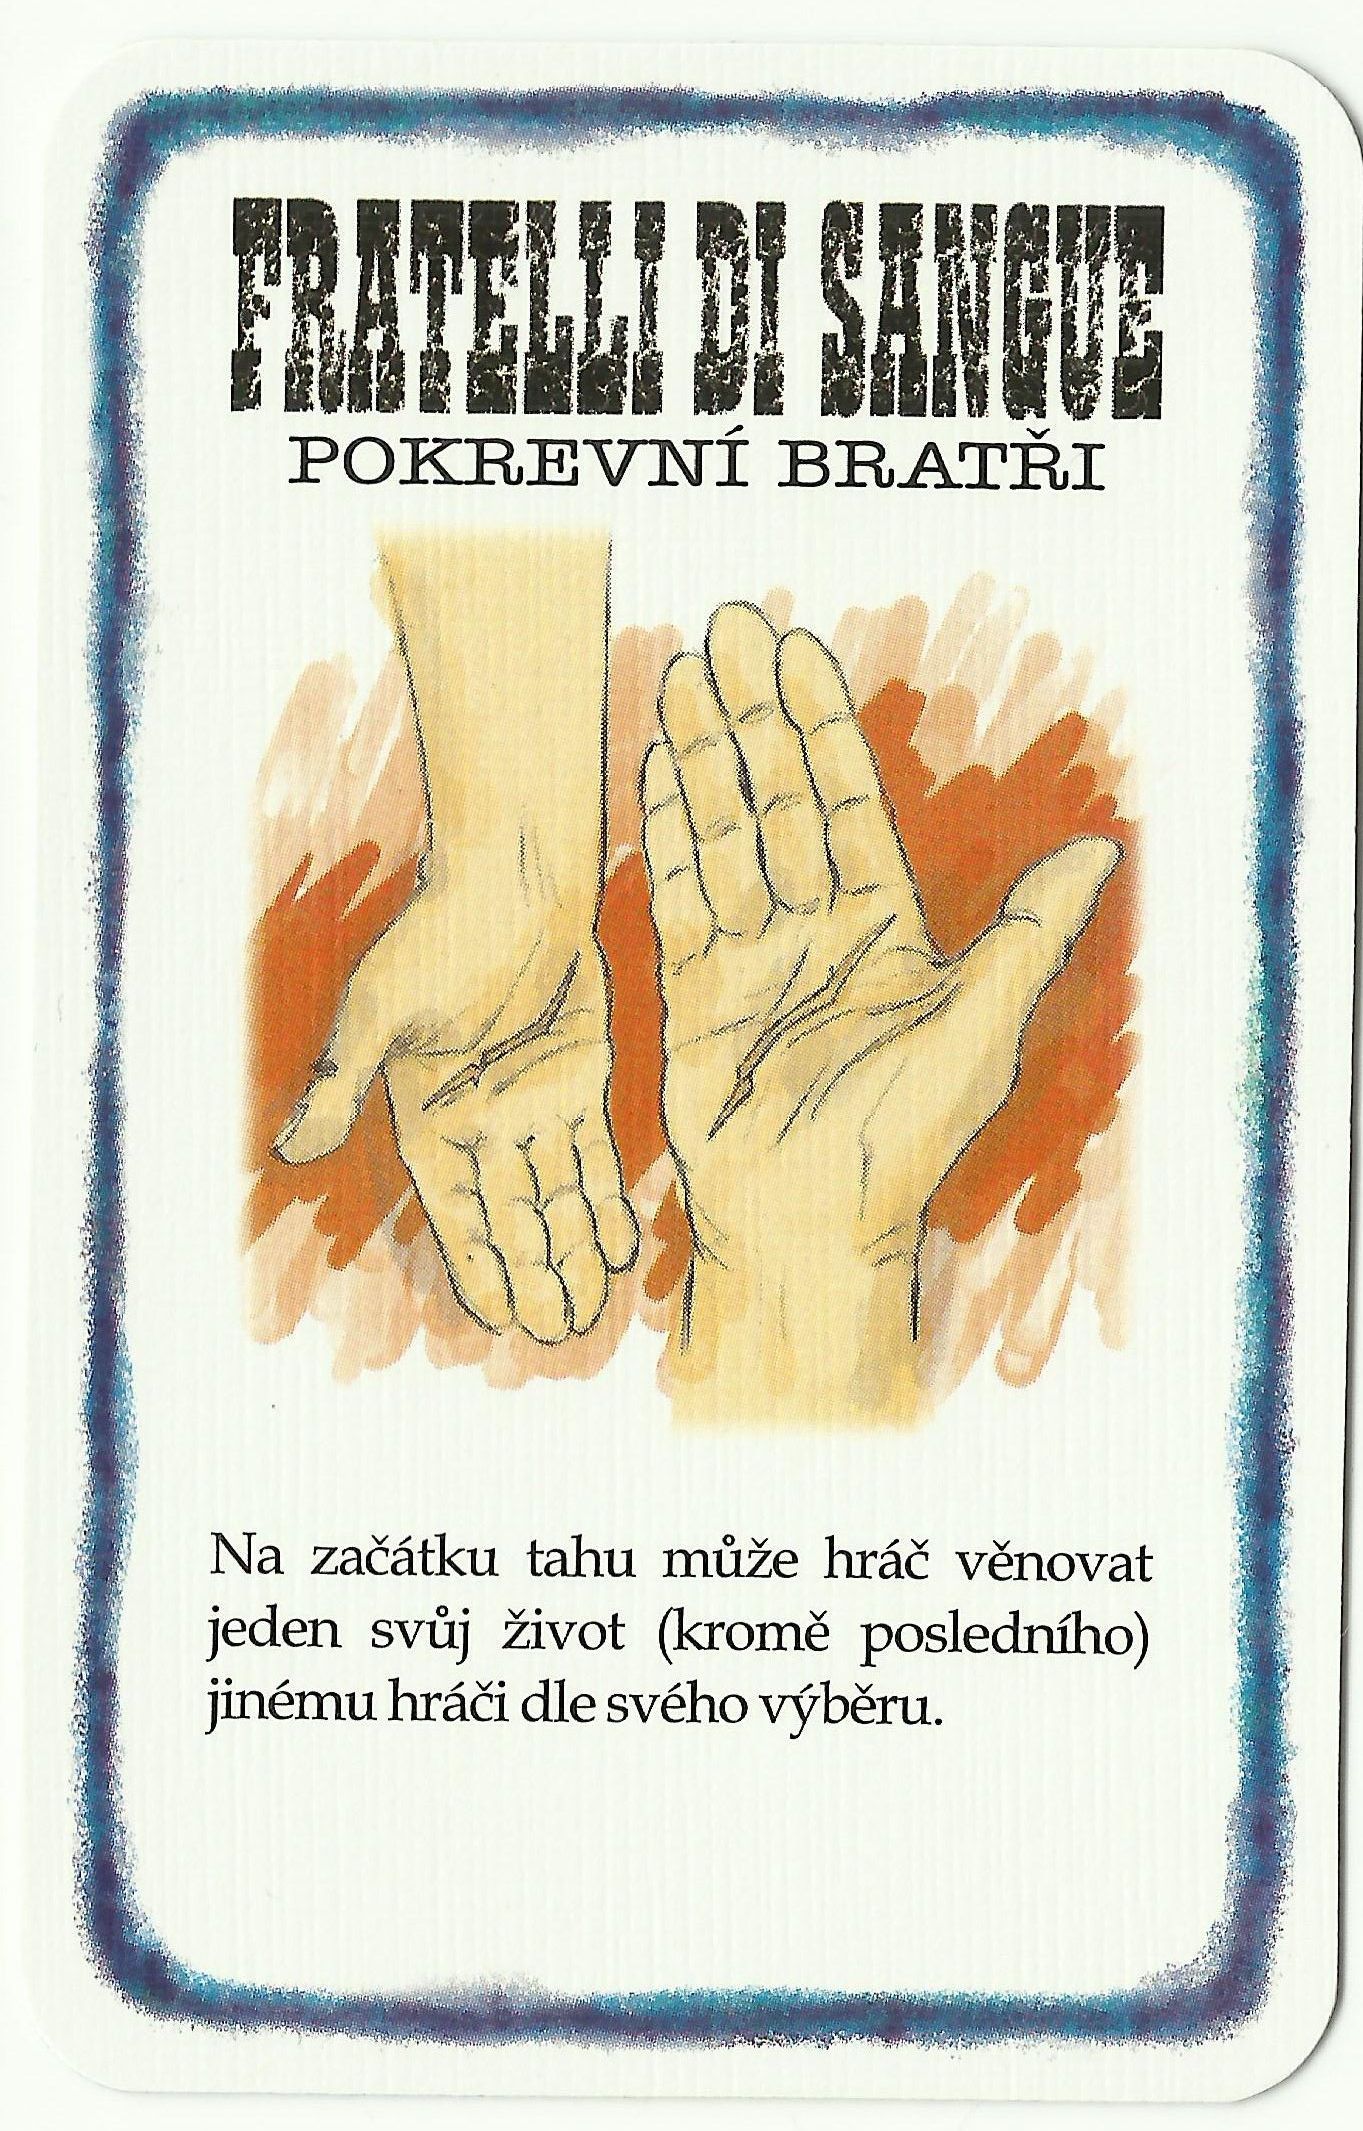 FRATELLI DI SANGUE
POKREVNÍ BRATŘI
Na začátku tahu může hráč věnovat
jeden svůj život (kromě posledního)
jinému hráči dle svého výběru.